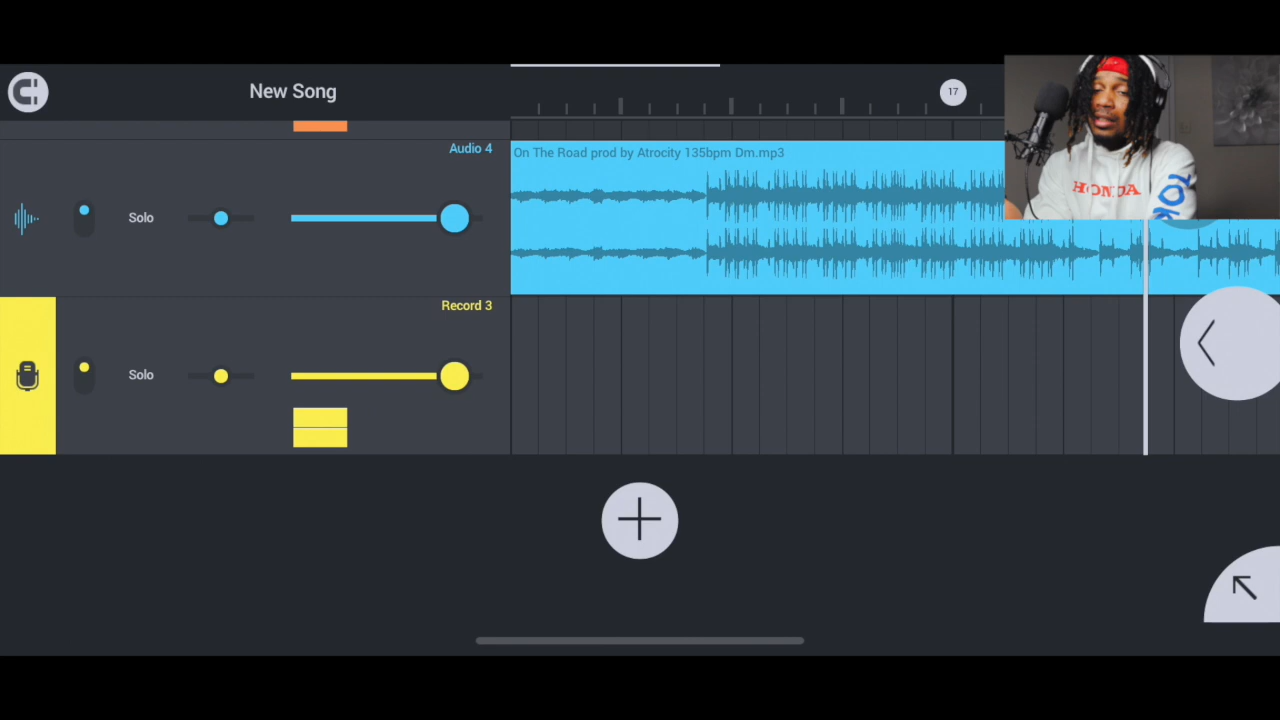 New Song
17
Audio 4
On The Road prod by Atrocity 135bpm Dm.mp3
Solo
HONDA
Record 3
Solo